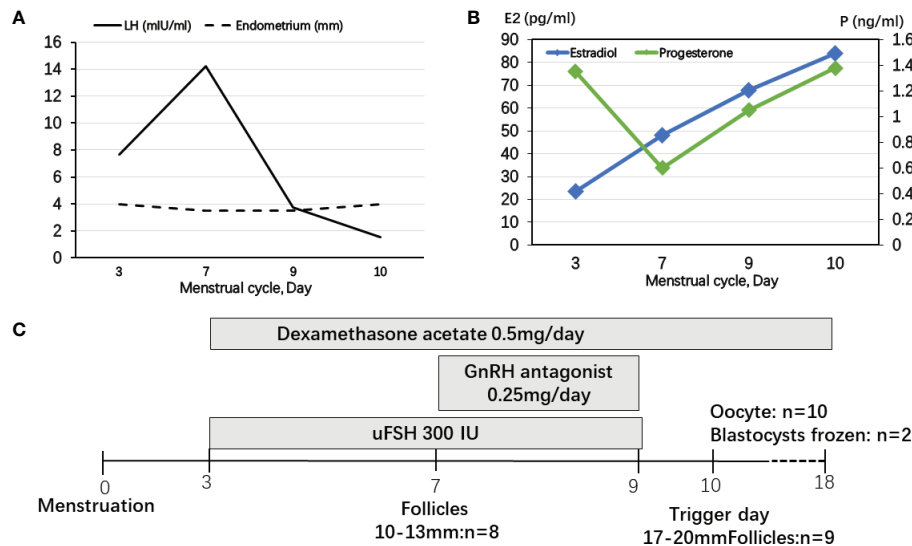 A
LH (mIU/ml) Endometrium (mm)
16
14
12
10
8
6
4
2
0
3 7 9 10
Menstrual cycle, Day
B
E2 (pg/ml) P (ng/ml)
Estradiol Progesterone
90
80
70
60
50
40
30
20
10
0
1.6
1.4
1.2
1
0.8
0.6
0.4
0.2
0
3 7 9 10
Menstrual cycle, Day
C
Dexamethasone acetate 0.5mg/day
GnRH antagonist
0.25mg/day
uFSH 300 IU
Oocyte: n=10
Blastocysts frozen: n=2
0 3 7 9 10 18
Menstruation
Follicles
10-13mm:n=8
Trigger day
17-20mmFollicles:n=9